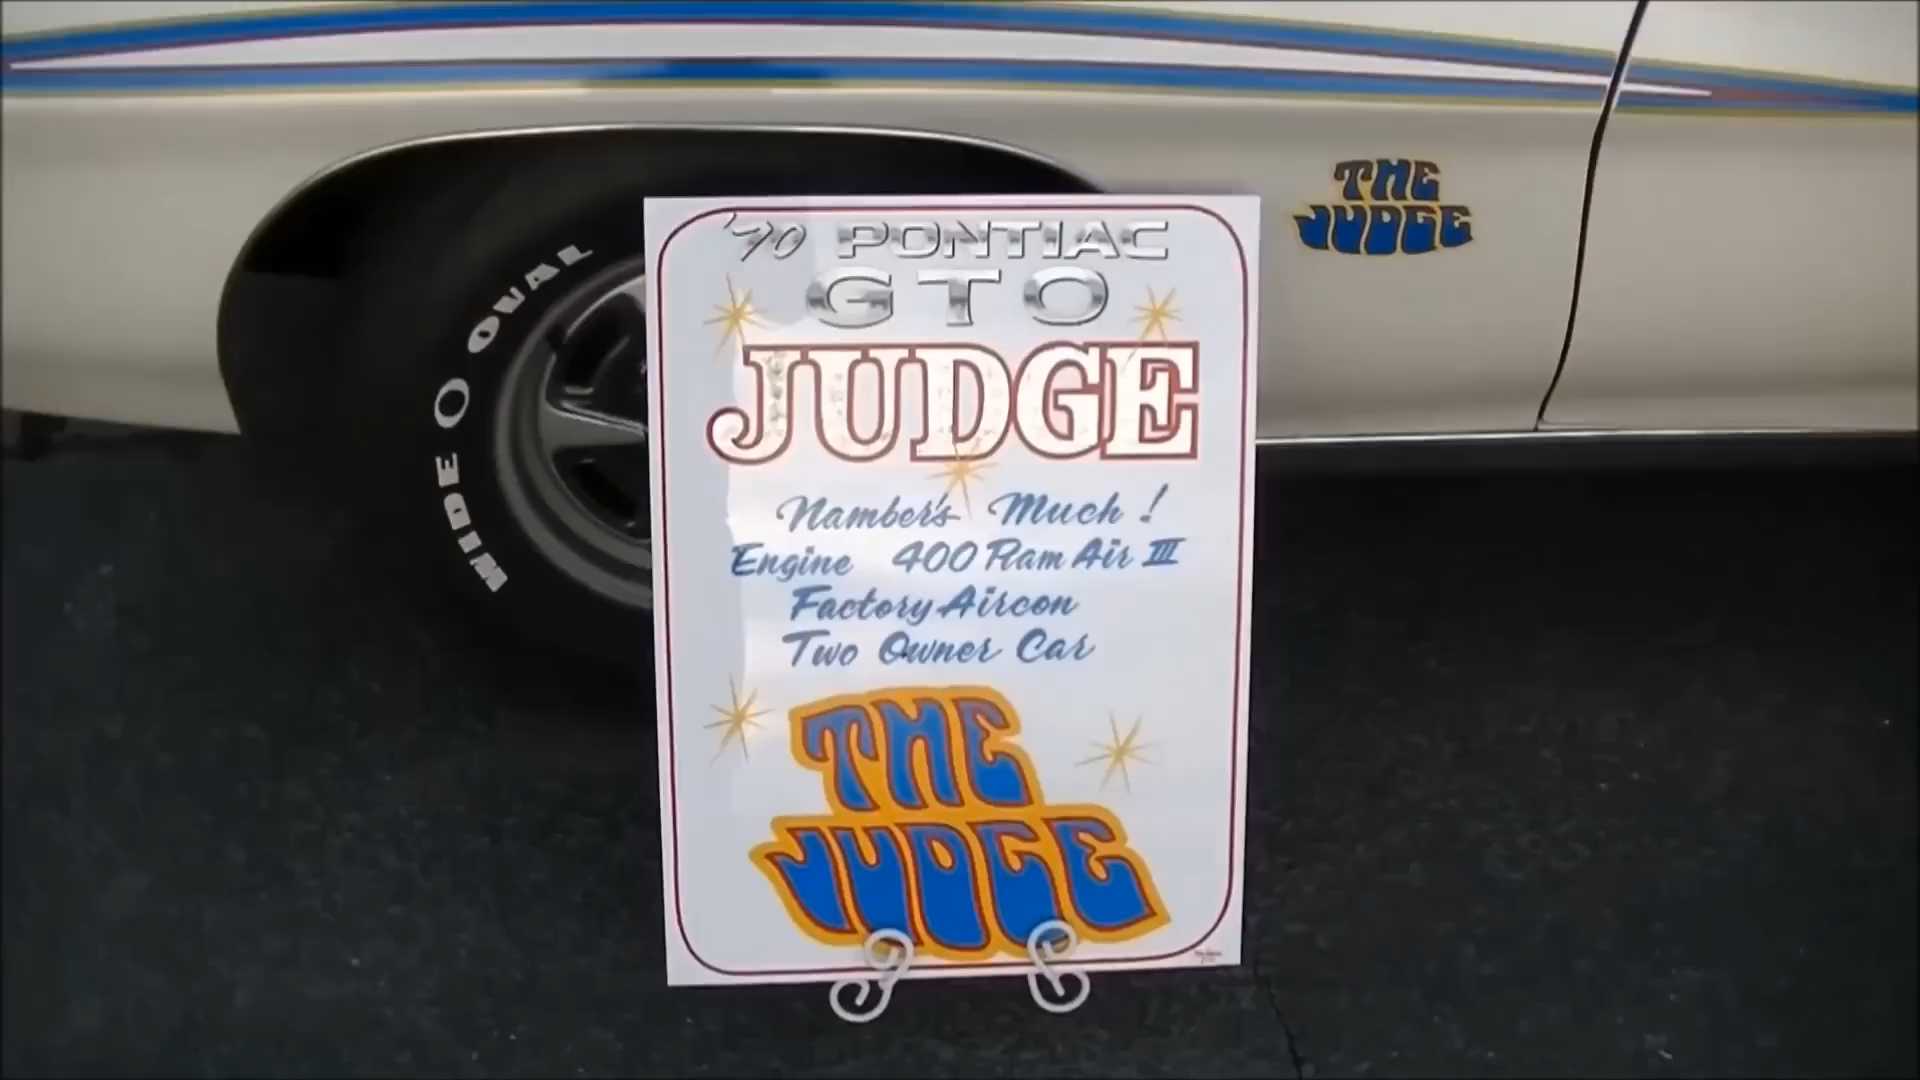 THE
JUDGE
WIDE O OVAL
'70 PONTIAC
GTO
JUDGE
Namber's Much !
Engine 400 Ram Air III
Factory Aircon
Two Owner Car
THE
JUDGE